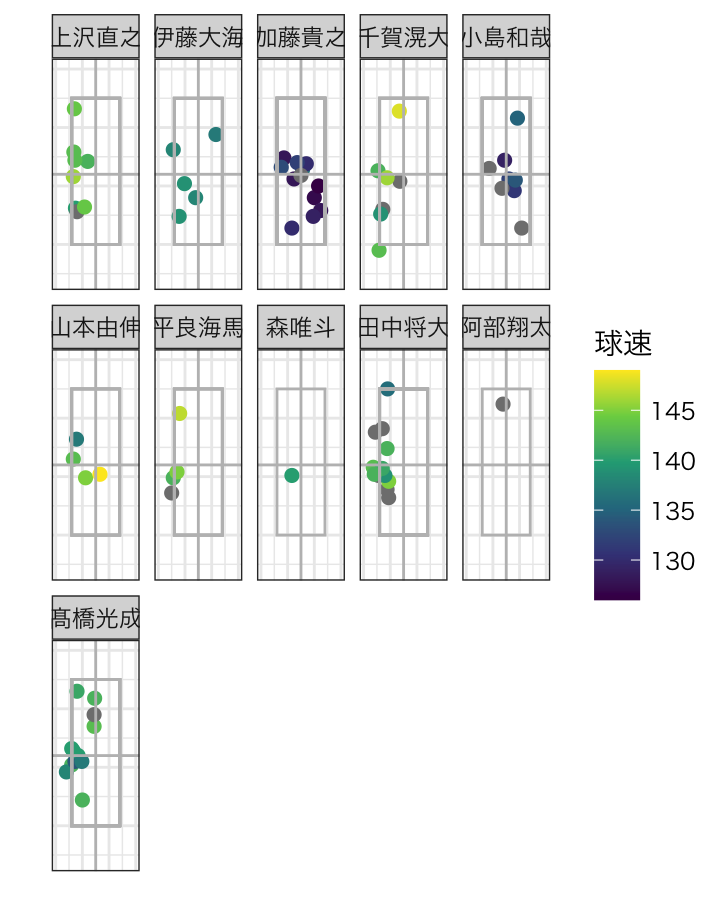 上沢直之 伊藤大海 加藤貴之 千賀滉大 小島和哉
山本由伸 平良海馬 森唯斗 田中将大 阿部翔太
髙橋光成
球速
145
140
135
130